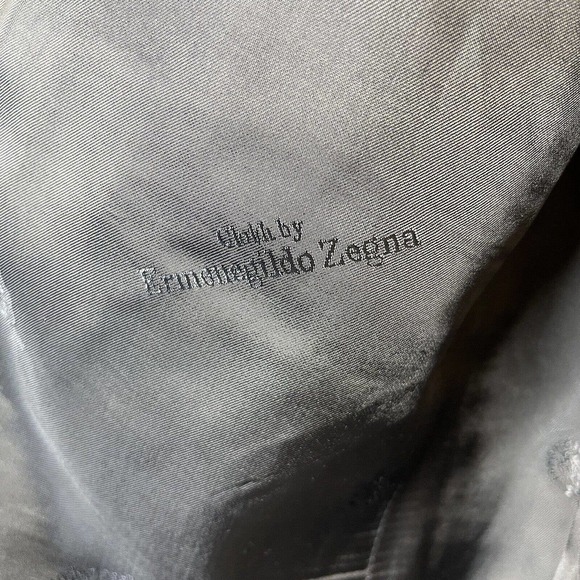 Cloth by
Ermenegildo Zegna